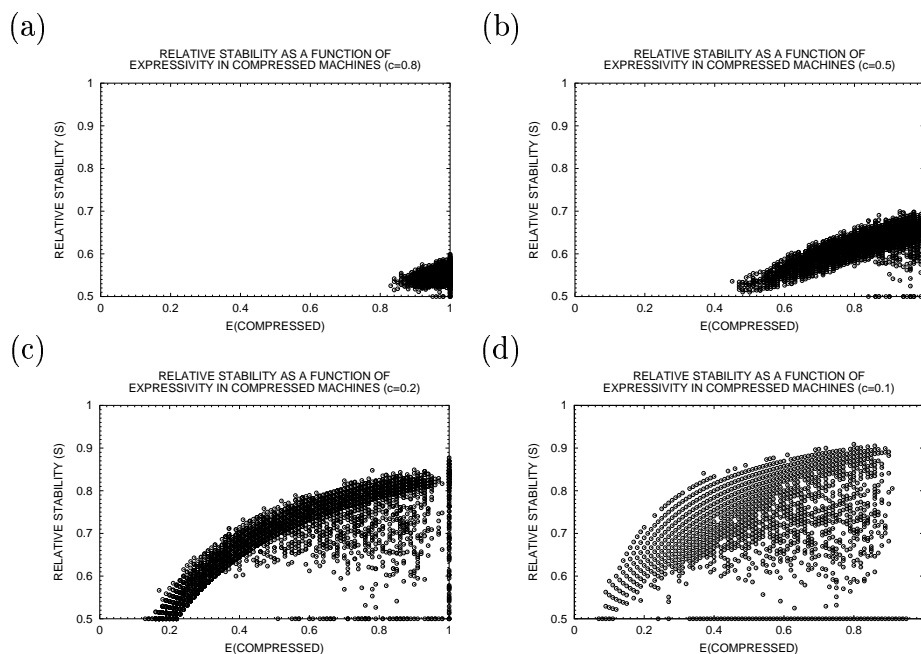 (a)
RELATIVE STABILITY AS A FUNCTION OF
EXPRESSIVITY IN COMPRESSED MACHINES (c=0.8)
1
0.9
0.8
0.7
0.6
0.5
RELATIVE STABILITY (S)
0 0.2 0.4 0.6 0.8 1
E(COMPRESSED)
(b)
RELATIVE STABILITY AS A FUNCTION OF
EXPRESSIVITY IN COMPRESSED MACHINES (c=0.5)
1
0.9
0.8
0.7
0.6
0.5
RELATIVE STABILITY (S)
0 0.2 0.4 0.6 0.8
E(COMPRESSED)
(c)
RELATIVE STABILITY AS A FUNCTION OF
EXPRESSIVITY IN COMPRESSED MACHINES (c=0.2)
1
0.9
0.8
0.7
0.6
0.5
RELATIVE STABILITY (S)
0 0.2 0.4 0.6 0.8 1
E(COMPRESSED)
(d)
RELATIVE STABILITY AS A FUNCTION OF
EXPRESSIVITY IN COMPRESSED MACHINES (c=0.1)
1
0.9
0.8
0.7
0.6
0.5
RELATIVE STABILITY (S)
0 0.2 0.4 0.6 0.8
E(COMPRESSED)